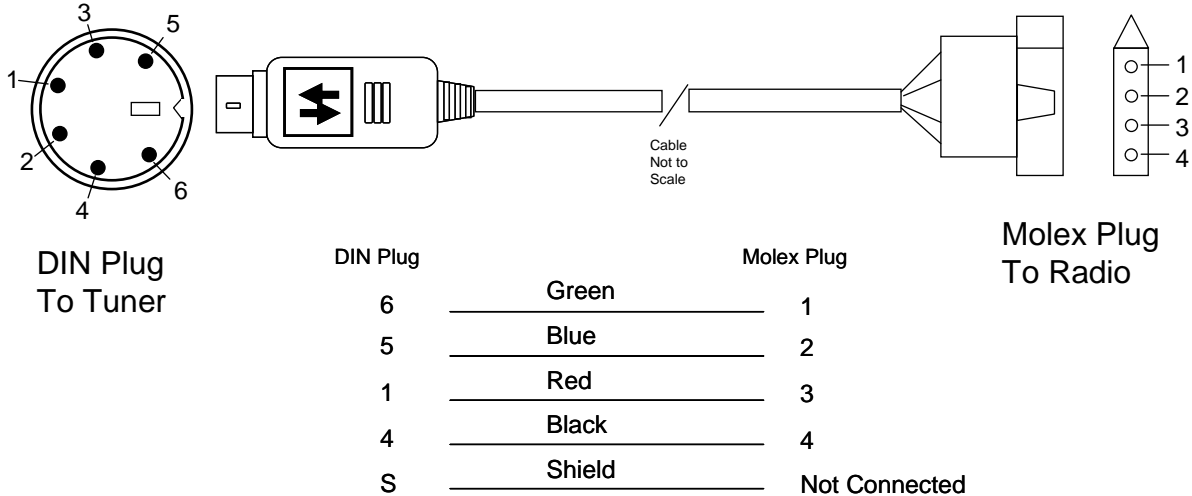 3
5
1
2
4
6
Cable
Not to
Scale
1
2
3
4
DIN Plug
To Tuner
Molex Plug
To Radio
DIN Plug Molex Plug
6 Green 1
5 Blue 2
1 Red 3
4 Black 4
S Shield Not Connected